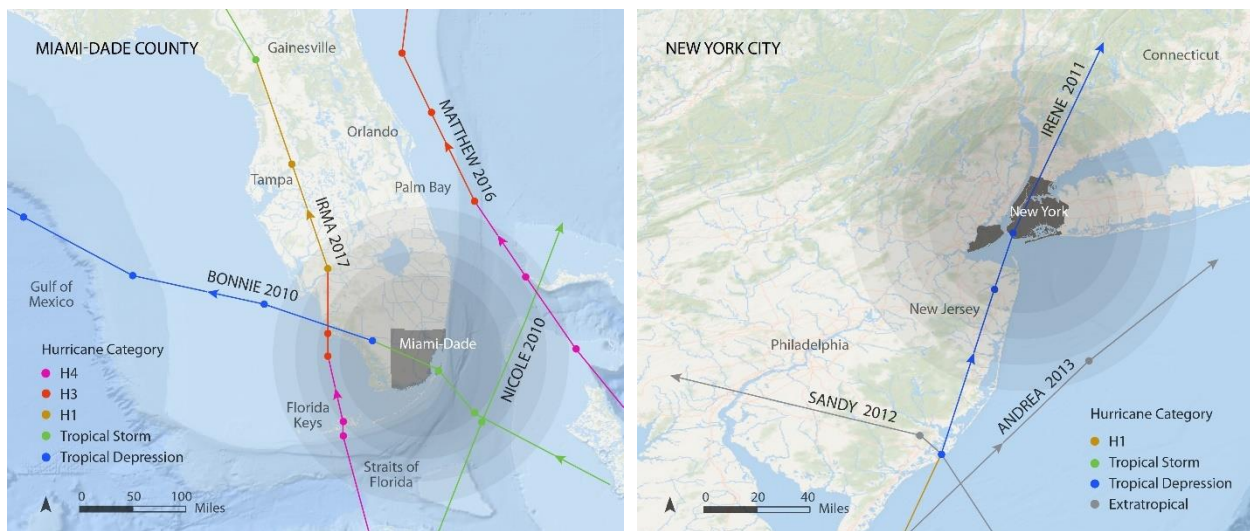 MIAMI-DADE COUNTY
Gainesville
MATTHEW 2016
Orlando
Tampa
Palm Bay
IRMA 2017
BONNIE 2010
Gulf of
Mexico
NICOLE 2010
Miami-Dade
Hurricane Category
H4
H3
H1
Tropical Storm
Tropical Depression
Florida
Keys
Straits of
Florida
0 50 100
Miles
NEW YORK CITY
Connecticut
IRENE 2011
New York
New Jersey
Philadelphia
SANDY 2012
ANDREA 2013
Hurricane Category
H1
Tropical Storm
Tropical Depression
Extratropical
0 20 40
Miles